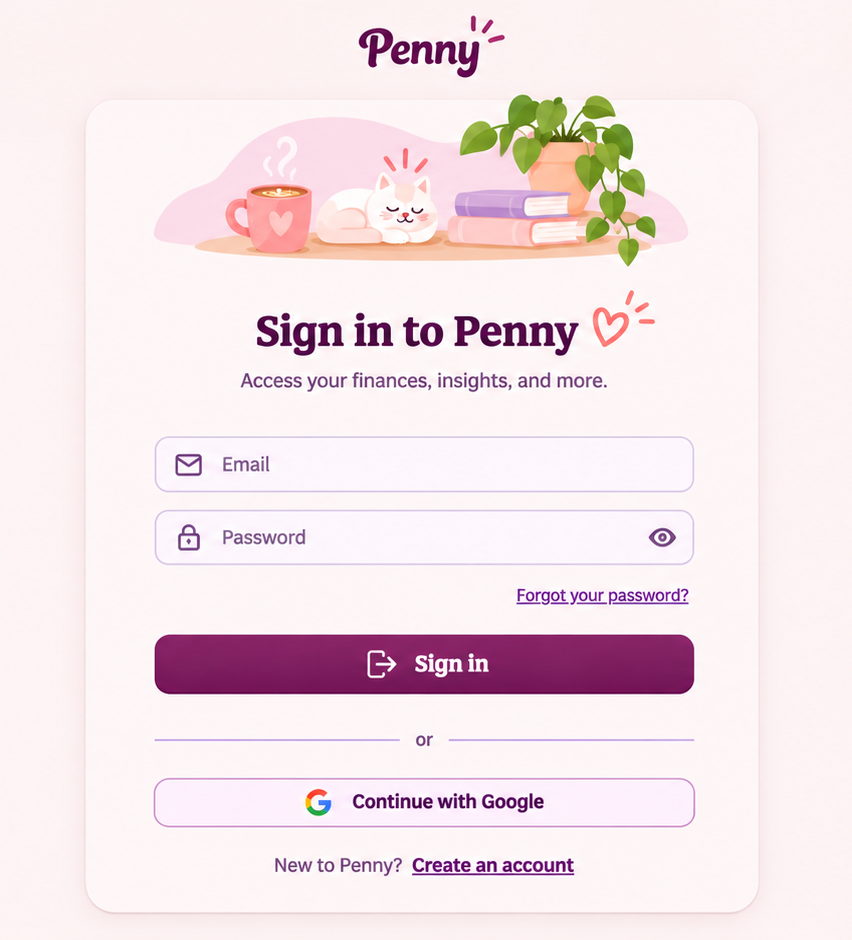 Penny
Sign in to Penny
Access your finances, insights, and more.
Email
Password
Forgot your password?
Sign in
or
Continue with Google
New to Penny? Create an account